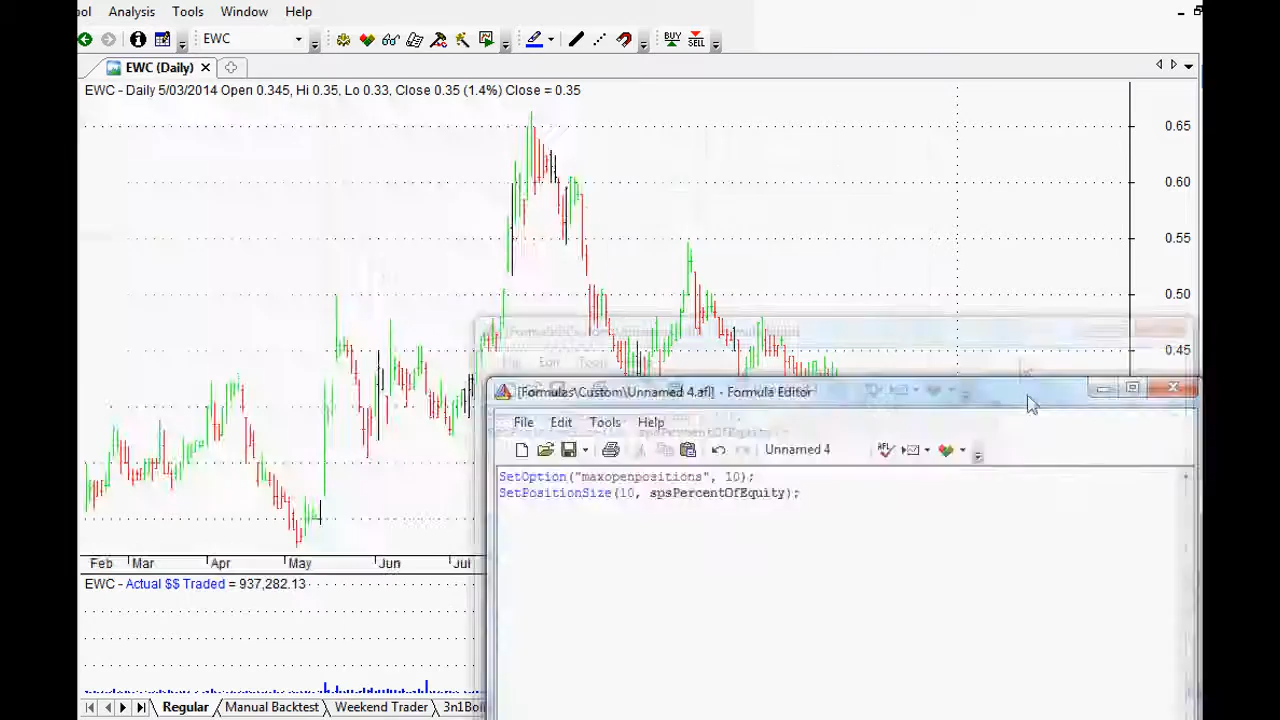 ol Analysis Tools Window Help
EWC BUY SELL
EWC (Daily)
EWC - Daily 5/03/2014 Open 0.345, Hi 0.35, Lo 0.33, Close 0.35 (1.4%) Close = 0.35
0.65
0.60
0.55
0.50
0.45
[Formulas\Custom\Unnamed 4.afl] - Formula Editor
File Edit Tools Help
Unnamed 4 AFL
SetOption("maxopenpositions", 10);
SetPositionSize(10, spsPercentOfEquity);
Feb Mar Apr May Jun Jul
EWC - Actual $$ Traded = 937,282.13
Regular Manual Backtest Weekend Trader 3n1Bol